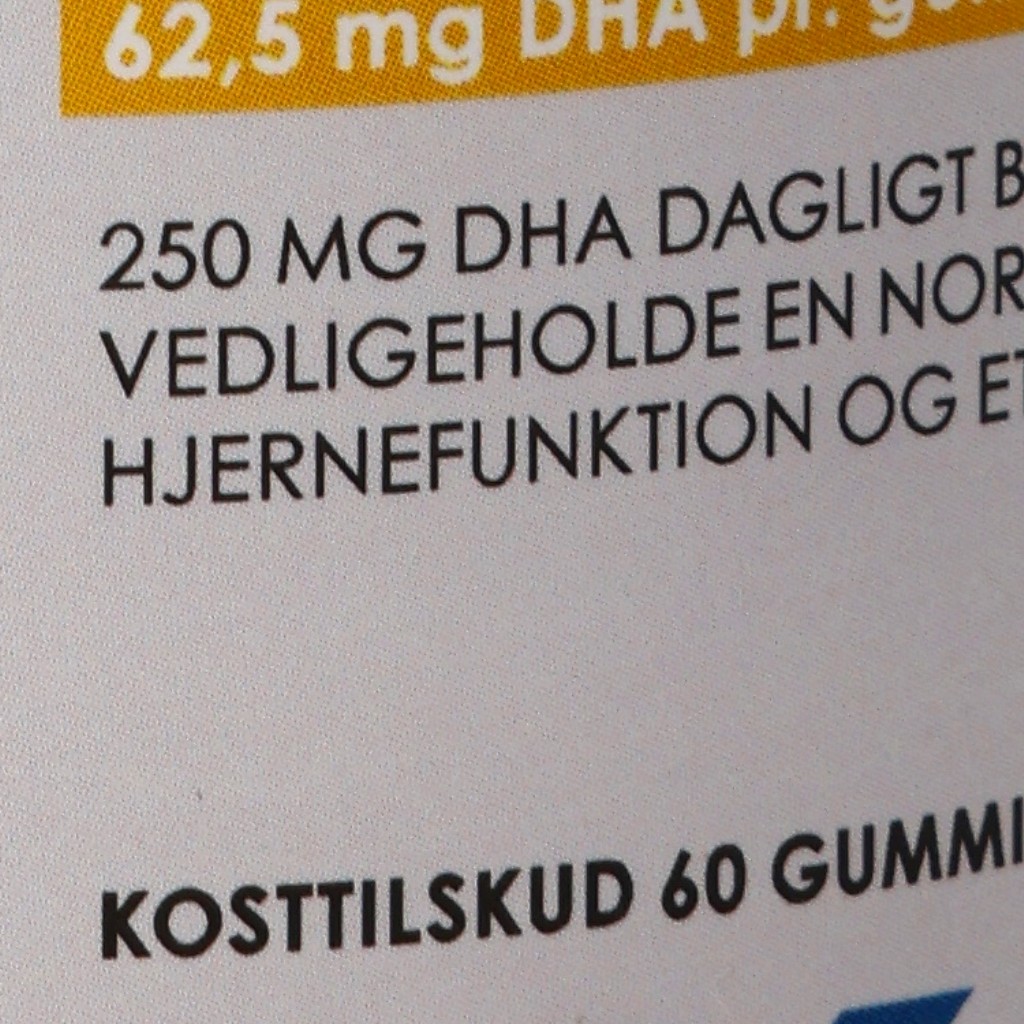 62,5 mg DHA pr.
250 MG DHA DAGLIGT
VEDLIGEHOLDE EN
HJERNEFUNKTION OG
KOSTTILSKUD 60